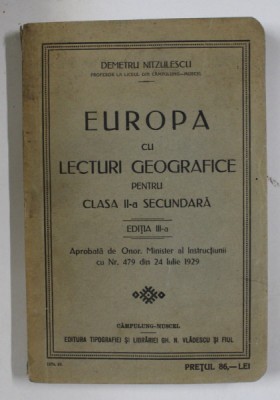 DEMETRU NITZULESCU
PROFESOR LA LICEUL DIN CÂMPULUNG-MUSCEL
EUROPA
CU
LECTURI GEOGRAFICE
PENTRU
CLASA II-a SECUNDARĂ
EDIȚIA III-a
Aprobată de Onor. Minister al Instrucțiunii
cu Nr. 479 din 24 Iulie 1929
CÂMPULUNG-MUSCEL
EDITURA TIPOGRAFIEI ȘI LIBRĂRIEI GH. N. VLĂDESCU ȘI FIUL
PREȚUL 86,—LEI